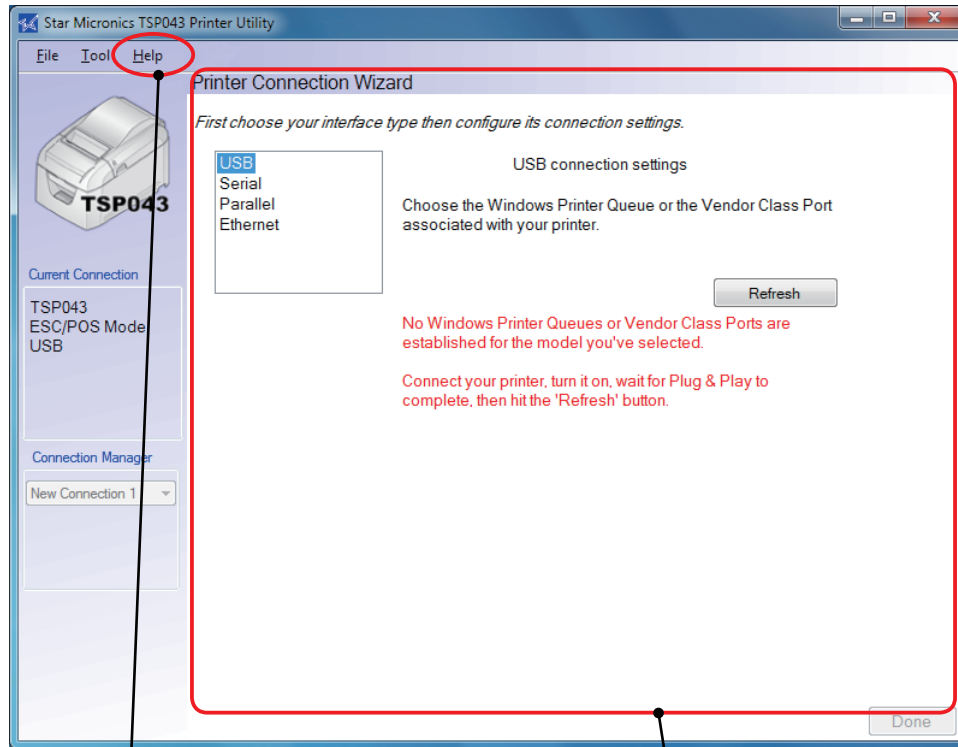 Star Micronics TSP043 Printer Utility
File Tool Help
Printer Connection Wizard
First choose your interface type then configure its connection settings.
TSP043
USB
Serial
Parallel
Ethernet
USB connection settings
Choose the Windows Printer Queue or the Vendor Class Port
associated with your printer.
Refresh
No Windows Printer Queues or Vendor Class Ports are
established for the model you've selected.
Connect your printer, turn it on, wait for Plug & Play to
complete, then hit the 'Refresh' button.
Current Connection
TSP043
ESC/POS Mode
USB
Connection Manager
New Connection 1
Done